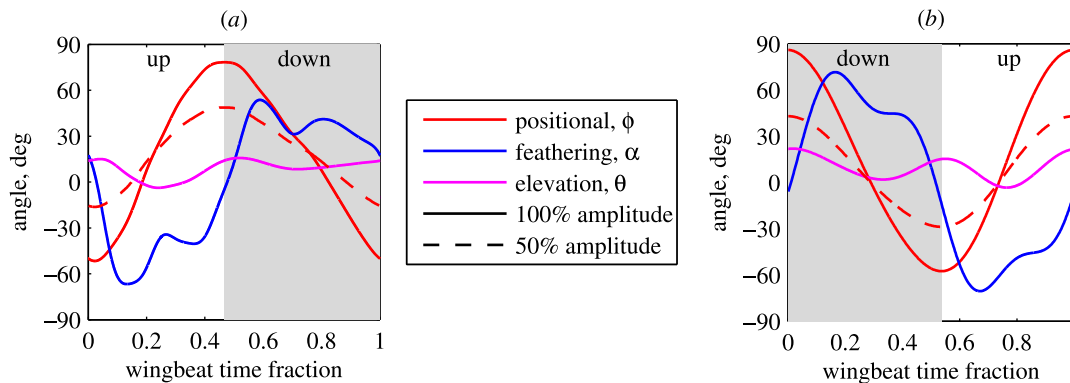 (a)
90
60
30
0
−30
−60
−90
angle, deg
up
down
0
0.2
0.4
0.6
0.8
1
wingbeat time fraction
positional, ϕ
feathering, α
elevation, θ
100% amplitude
50% amplitude
(b)
90
60
30
0
−30
−60
−90
angle, deg
down
up
0
0.2
0.4
0.6
0.8
1
wingbeat time fraction